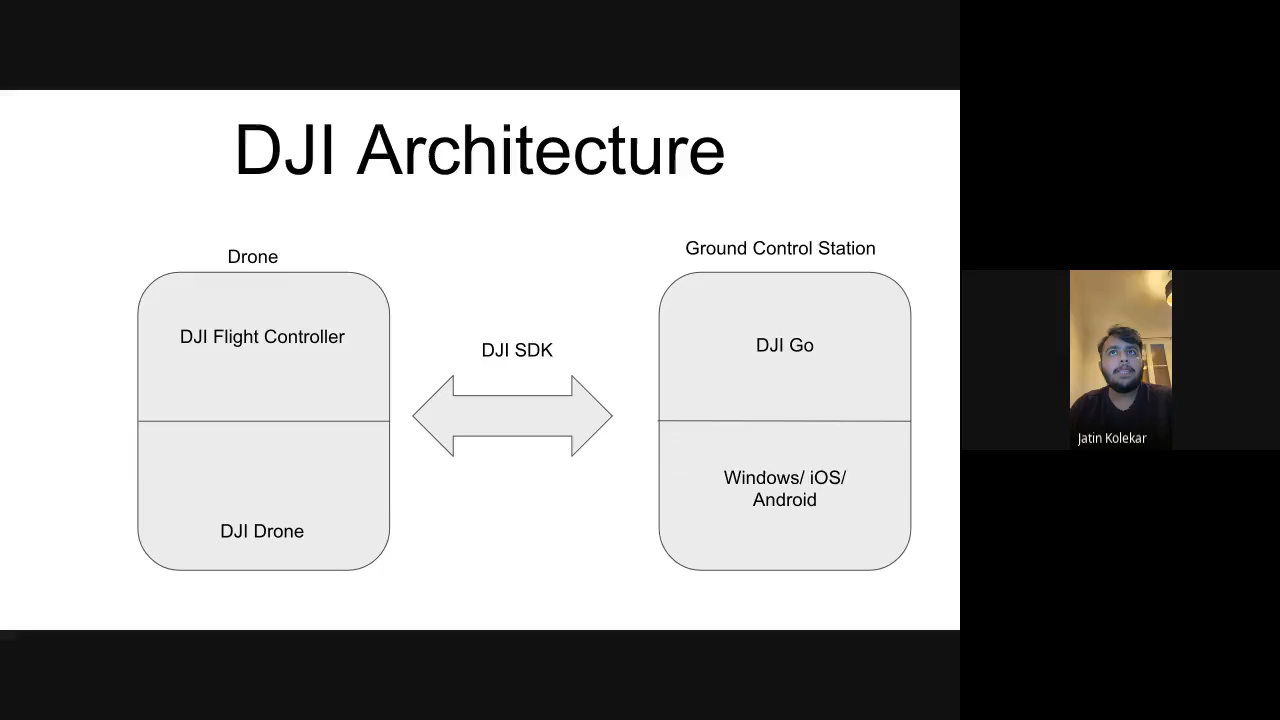 DJI Architecture
Drone
Ground Control Station
DJI Flight Controller
DJI Drone
DJI SDK
DJI Go
Windows/ iOS/
Android
Jatin Kolekar